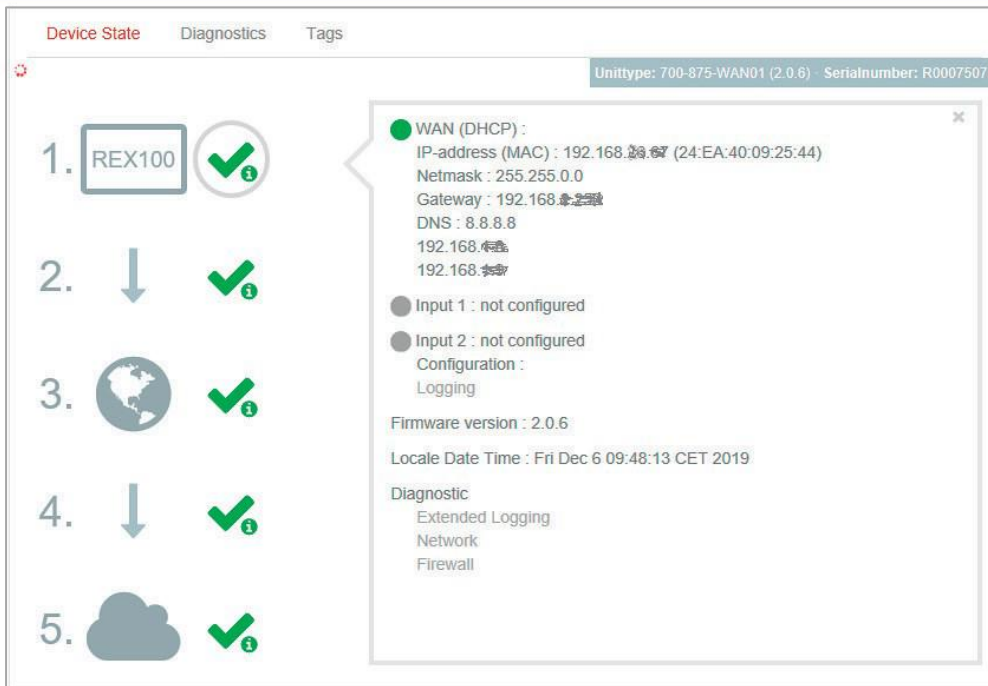 Device State Diagnostics Tags
Unittype: 700-875-WAN01 (2.0.6) · Serialnumber: R0007507
1. REX100
WAN (DHCP) :
IP-address (MAC) : 192.168. (24:EA:40:09:25:44)
Netmask : 255.255.0.0
Gateway : 192.168.
DNS : 8.8.8.8
192.168.
192.168.
2.
Input 1 : not configured
Input 2 : not configured
Configuration :
Logging
3.
Firmware version : 2.0.6
Locale Date Time : Fri Dec 6 09:48:13 CET 2019
Diagnostic
Extended Logging
Network
Firewall
4.
5.